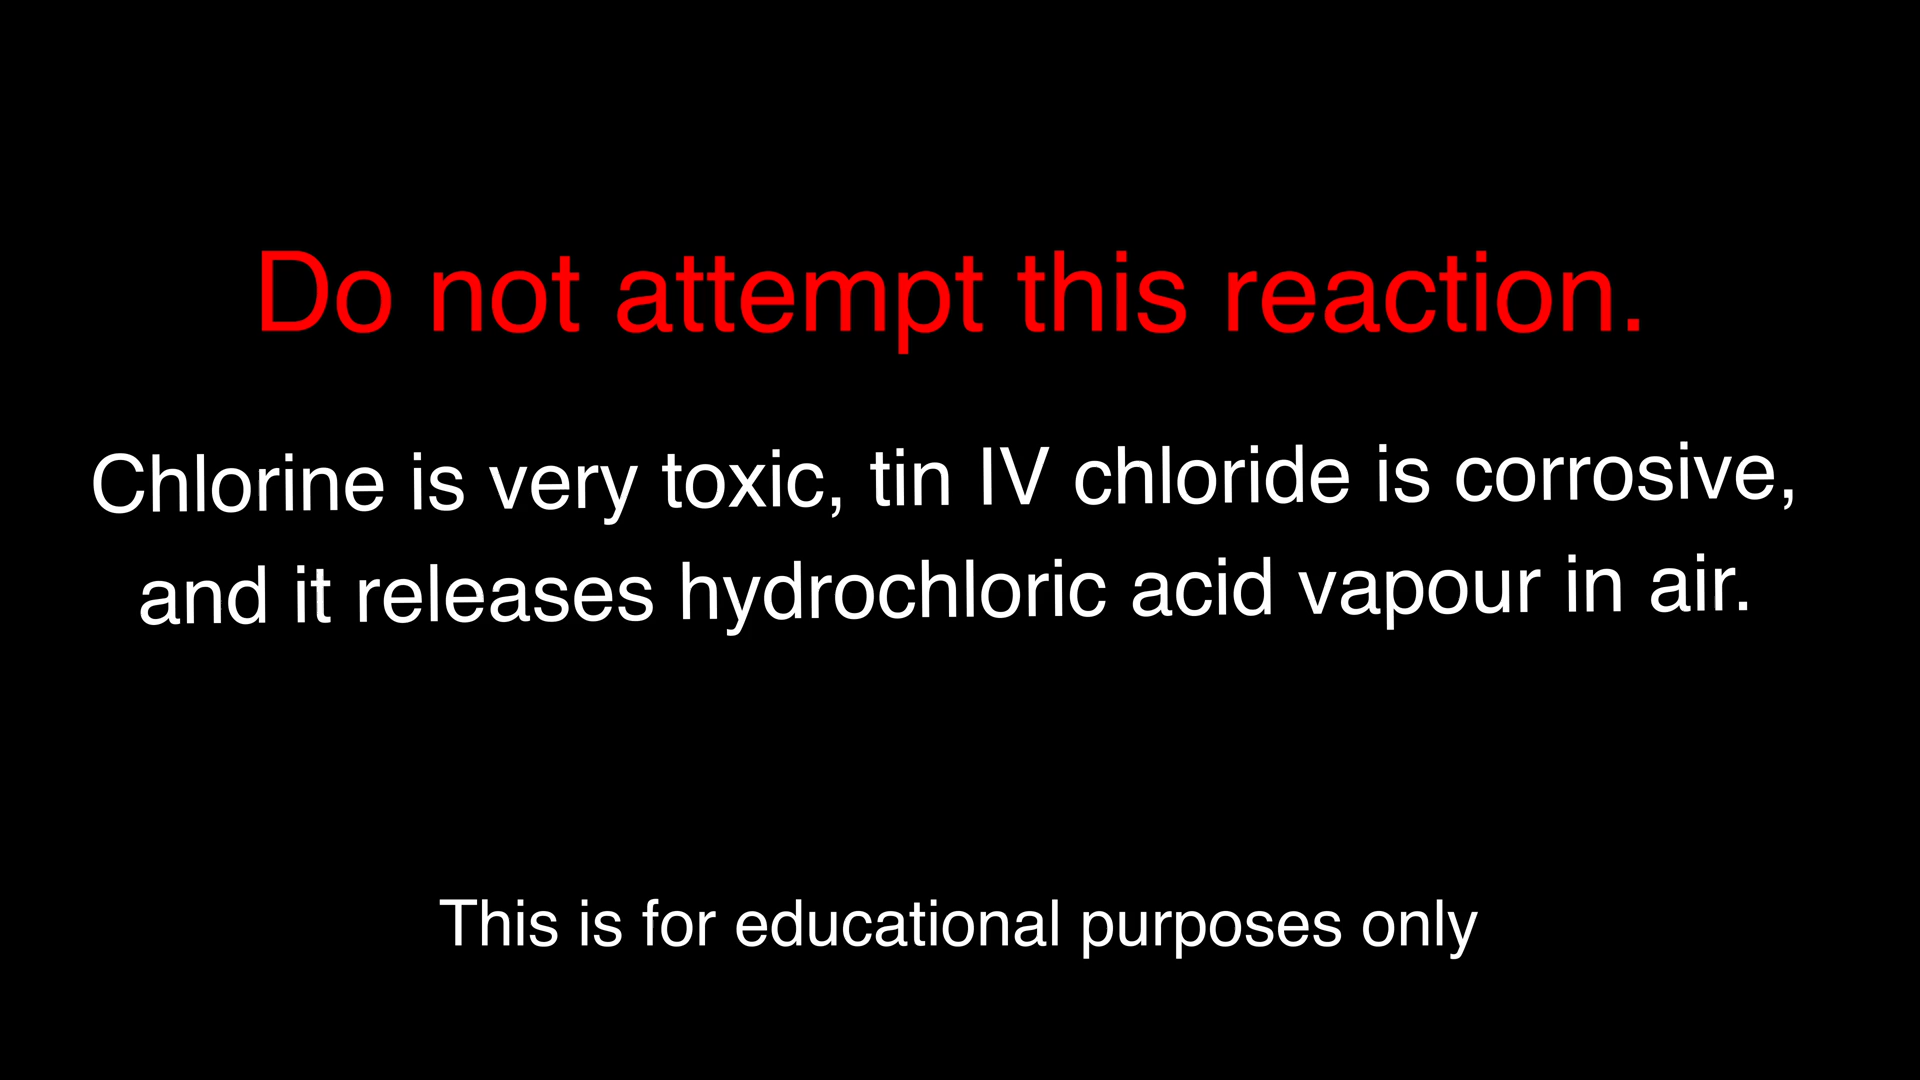 Do not attempt this reaction.
Chlorine is very toxic, tin IV chloride is corrosive,
and it releases hydrochloric acid vapour in air.
This is for educational purposes only